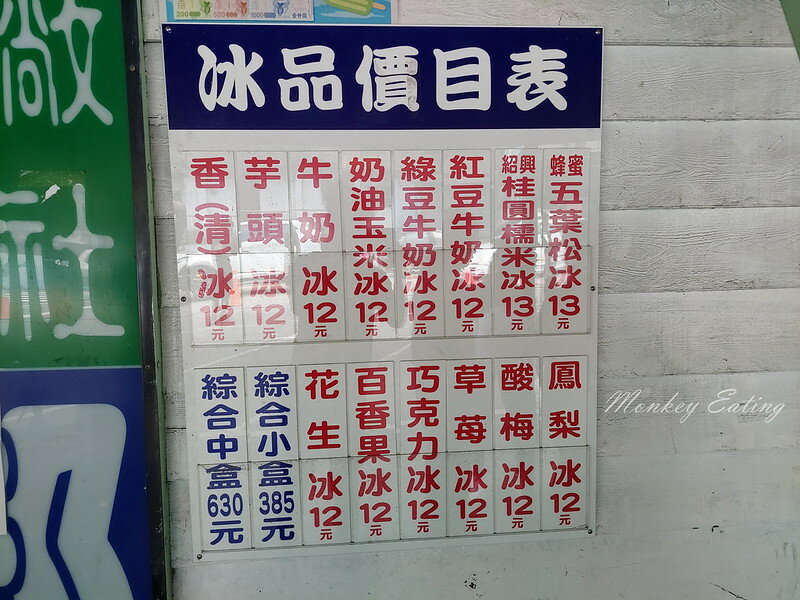 冰品價目表
蜂蜜五葉松冰13元
紹興桂圓糯米冰13元
紅豆牛奶冰12元
綠豆牛奶冰12元
奶油玉米冰12元
牛奶冰12元
芋頭冰12元
香(清)冰12元
鳳梨冰12元
酸梅冰12元
草莓冰12元
巧克力冰12元
百香果冰12元
花生冰12元
綜合小盒385元
綜合中盒630元
廠
社
Monkey Eating